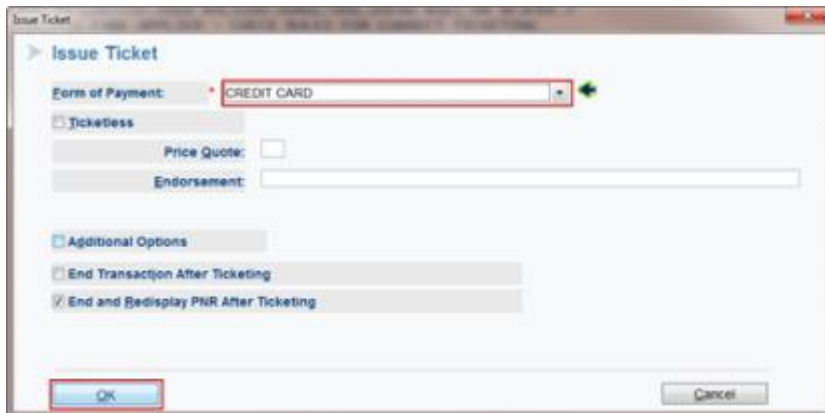 Issue Ticket
Issue Ticket
Form of Payment: * CREDIT CARD
Ticketless
Price Quote:
Endorsement:
Additional Options
End Transaction After Ticketing
End and Redisplay PNR After Ticketing
OK
Cancel